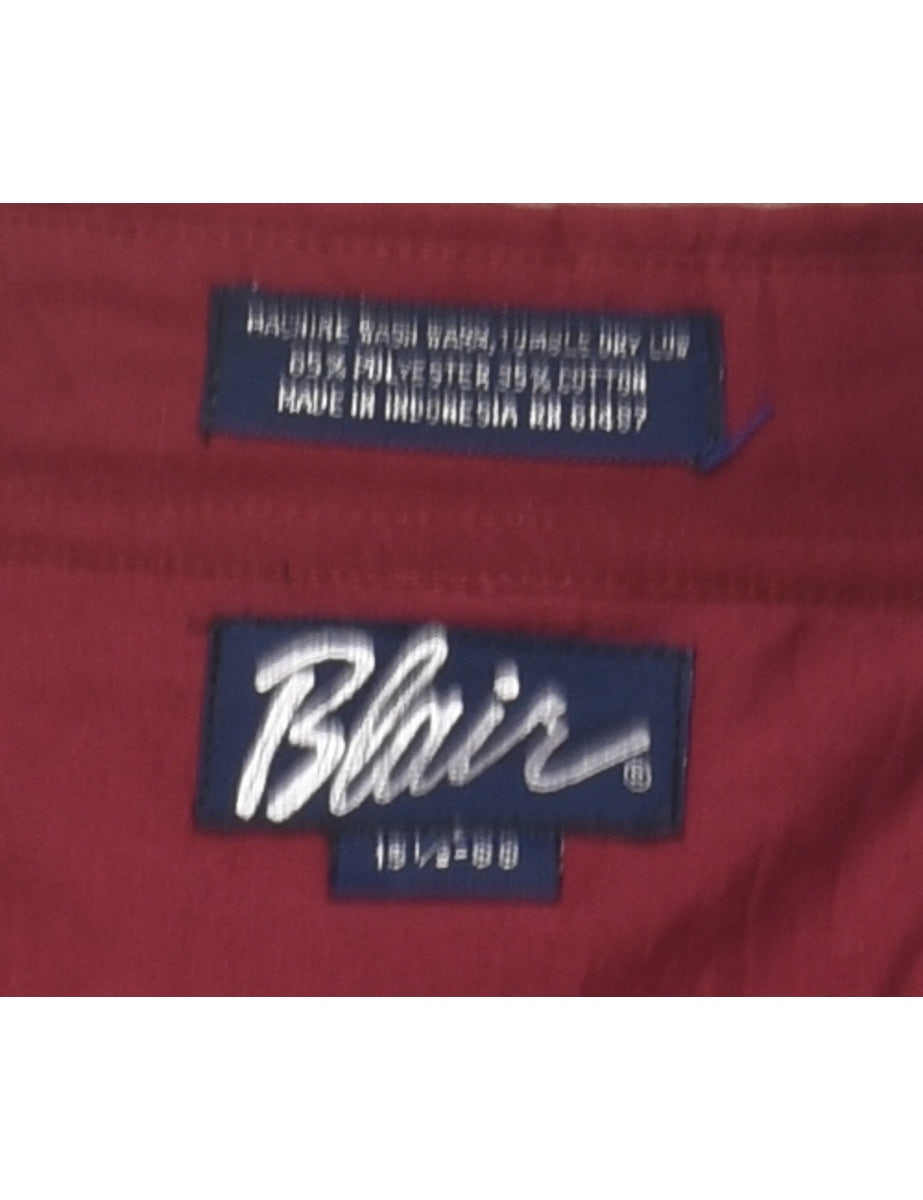 MACHINE WASH WARM, TUMBLE DRY LOW
65% POLYESTER 35% COTTON
MADE IN INDONESIA RN 61487
Blair®